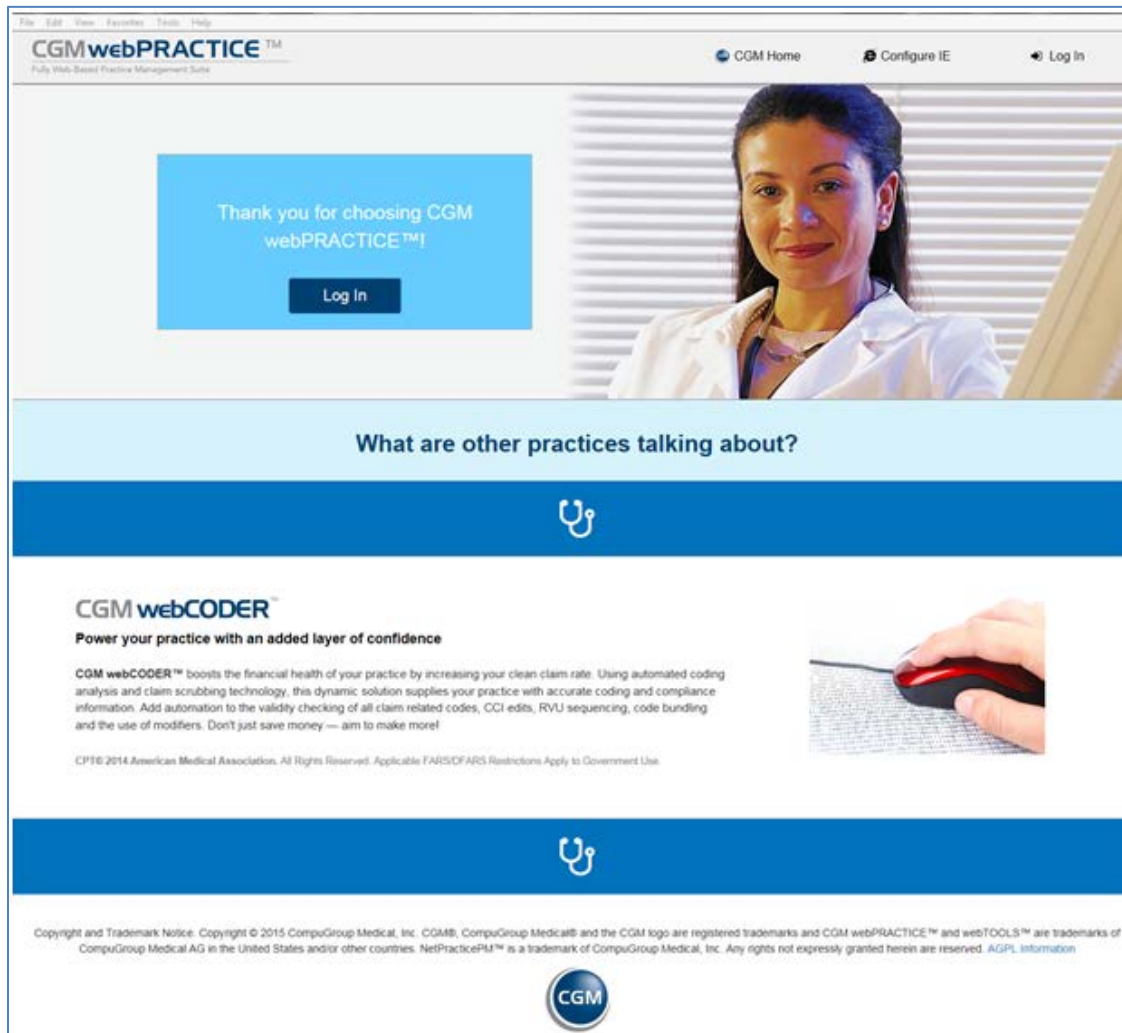 File Edit View Favorites Tools Help
CGM webPRACTICE ™
Fully Web-Based Practice Management Suite
CGM Home Configure IE Log In
Thank you for choosing CGM
webPRACTICE™!
Log In
What are other practices talking about?
CGM webCODER™
Power your practice with an added layer of confidence
CGM webCODER™ boosts the financial health of your practice by increasing your clean claim rate. Using automated coding
analysis and claim scrubbing technology, this dynamic solution supplies your practice with accurate coding and compliance
information. Add automation to the validity checking of all claim related codes, CCI edits, RVU sequencing, code bundling
and the use of modifiers. Don't just save money — aim to make more!
CPT© 2014 American Medical Association. All Rights Reserved. Applicable FARS/DFARS Restrictions Apply to Government Use.
Copyright and Trademark Notice. Copyright © 2015 CompuGroup Medical, Inc. CGM®, CompuGroup Medical® and the CGM logo are registered trademarks and CGM webPRACTICE™ and webTOOLS™ are trademarks of
CompuGroup Medical AG in the United States and/or other countries. NetPracticePM™ is a trademark of CompuGroup Medical, Inc. Any rights not expressly granted herein are reserved. AGPL Information
CGM